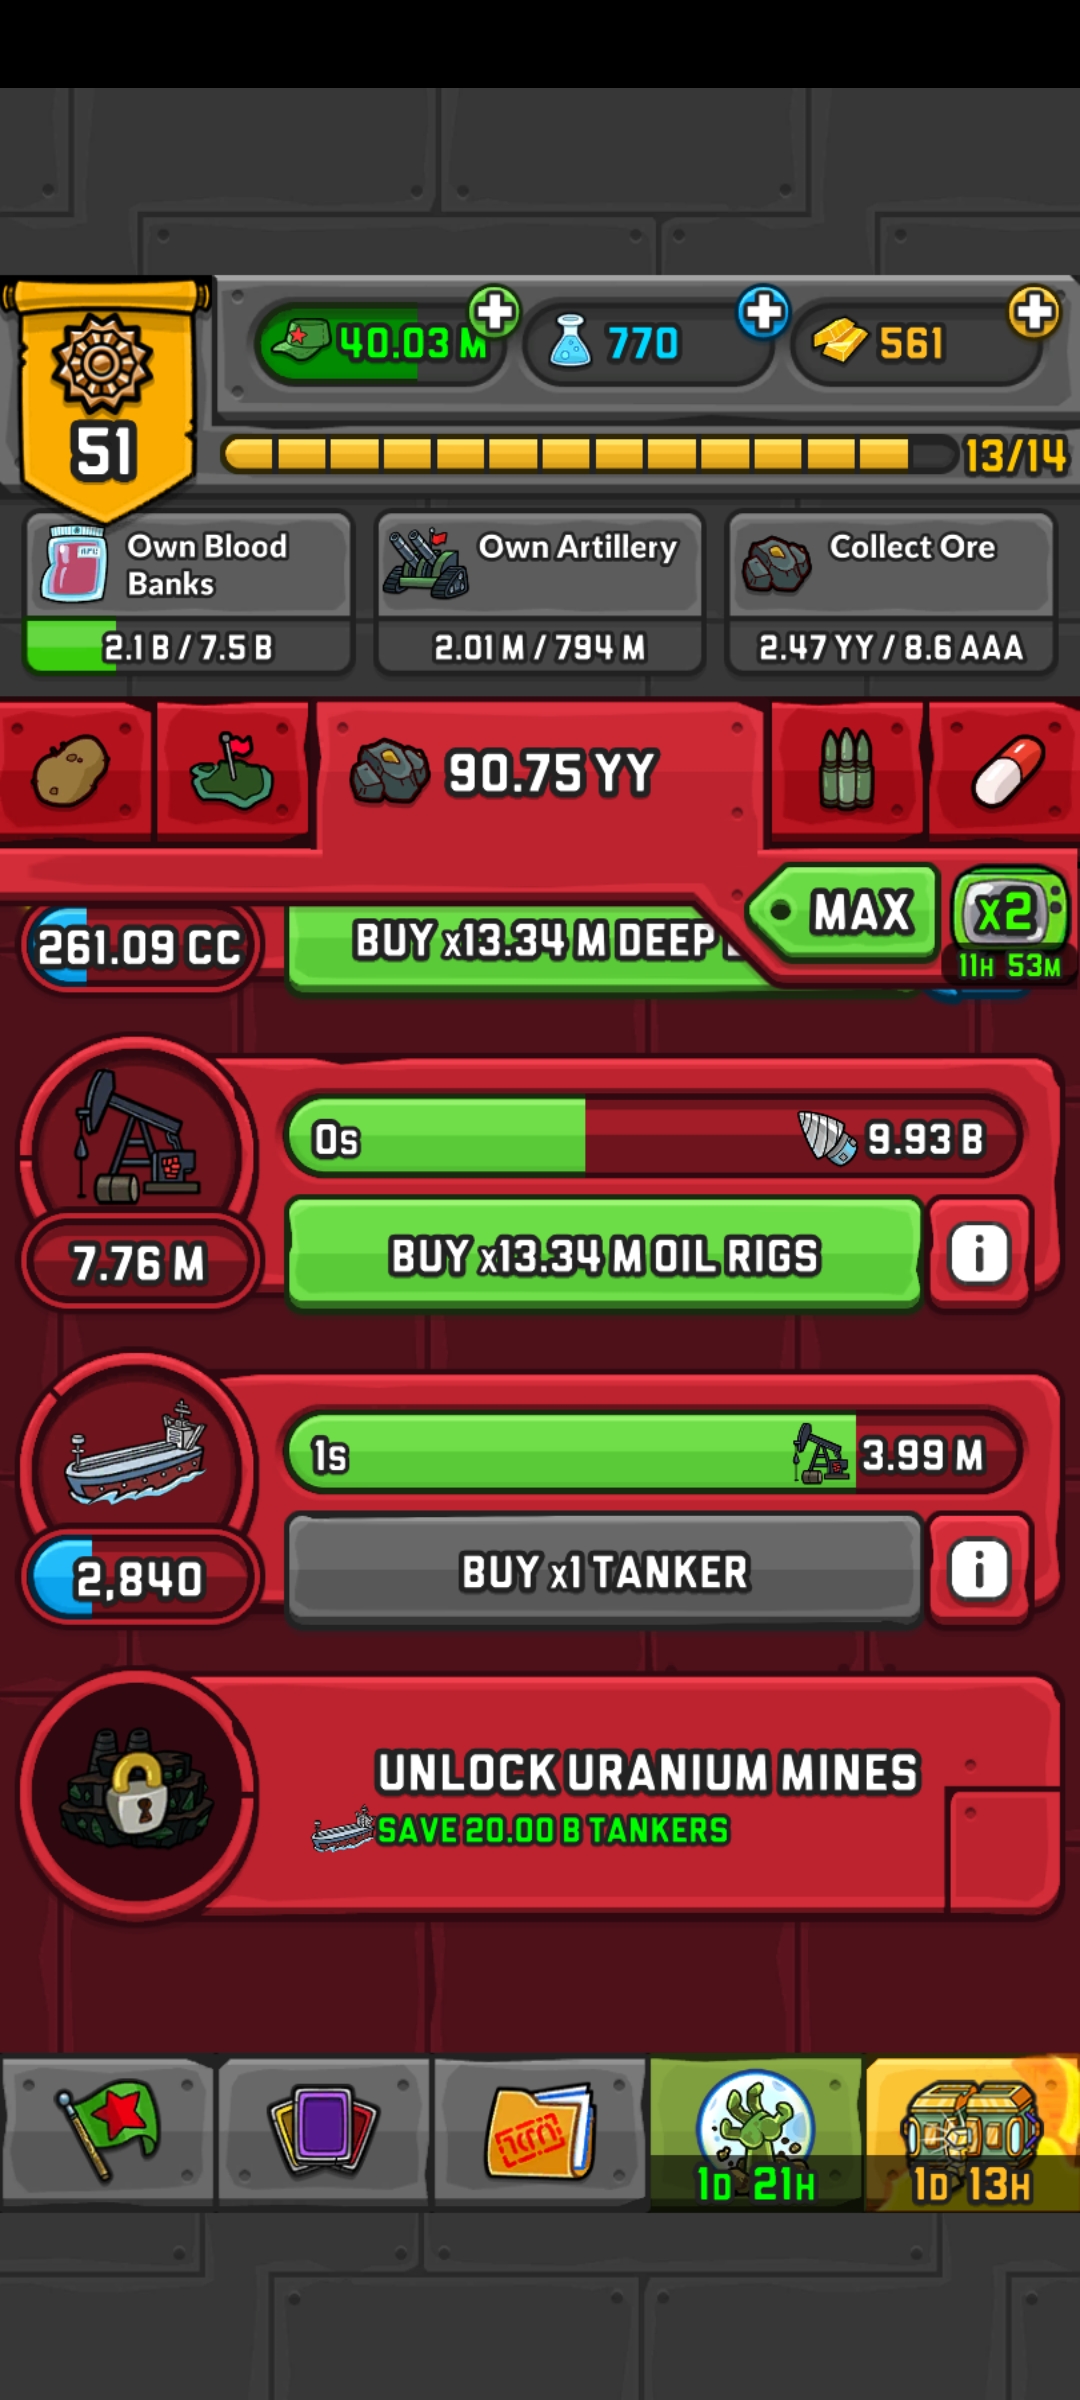 40.03 M
770
561
51
13/14
Own Blood
Banks
2.1 B / 7.5 B
Own Artillery
2.01 M / 794 M
Collect Ore
2.47 YY / 8.6 AAA
90.75 YY
MAX
x2
11H 53M
261.09 CC
BUY x13.34 M DEEP
0s
9.93 B
7.76 M
BUY x13.34 M OIL RIGS
i
1s
3.99 M
2,840
BUY x1 TANKER
i
UNLOCK URANIUM MINES
SAVE 20.00 B TANKERS
1D 21H
1D 13H